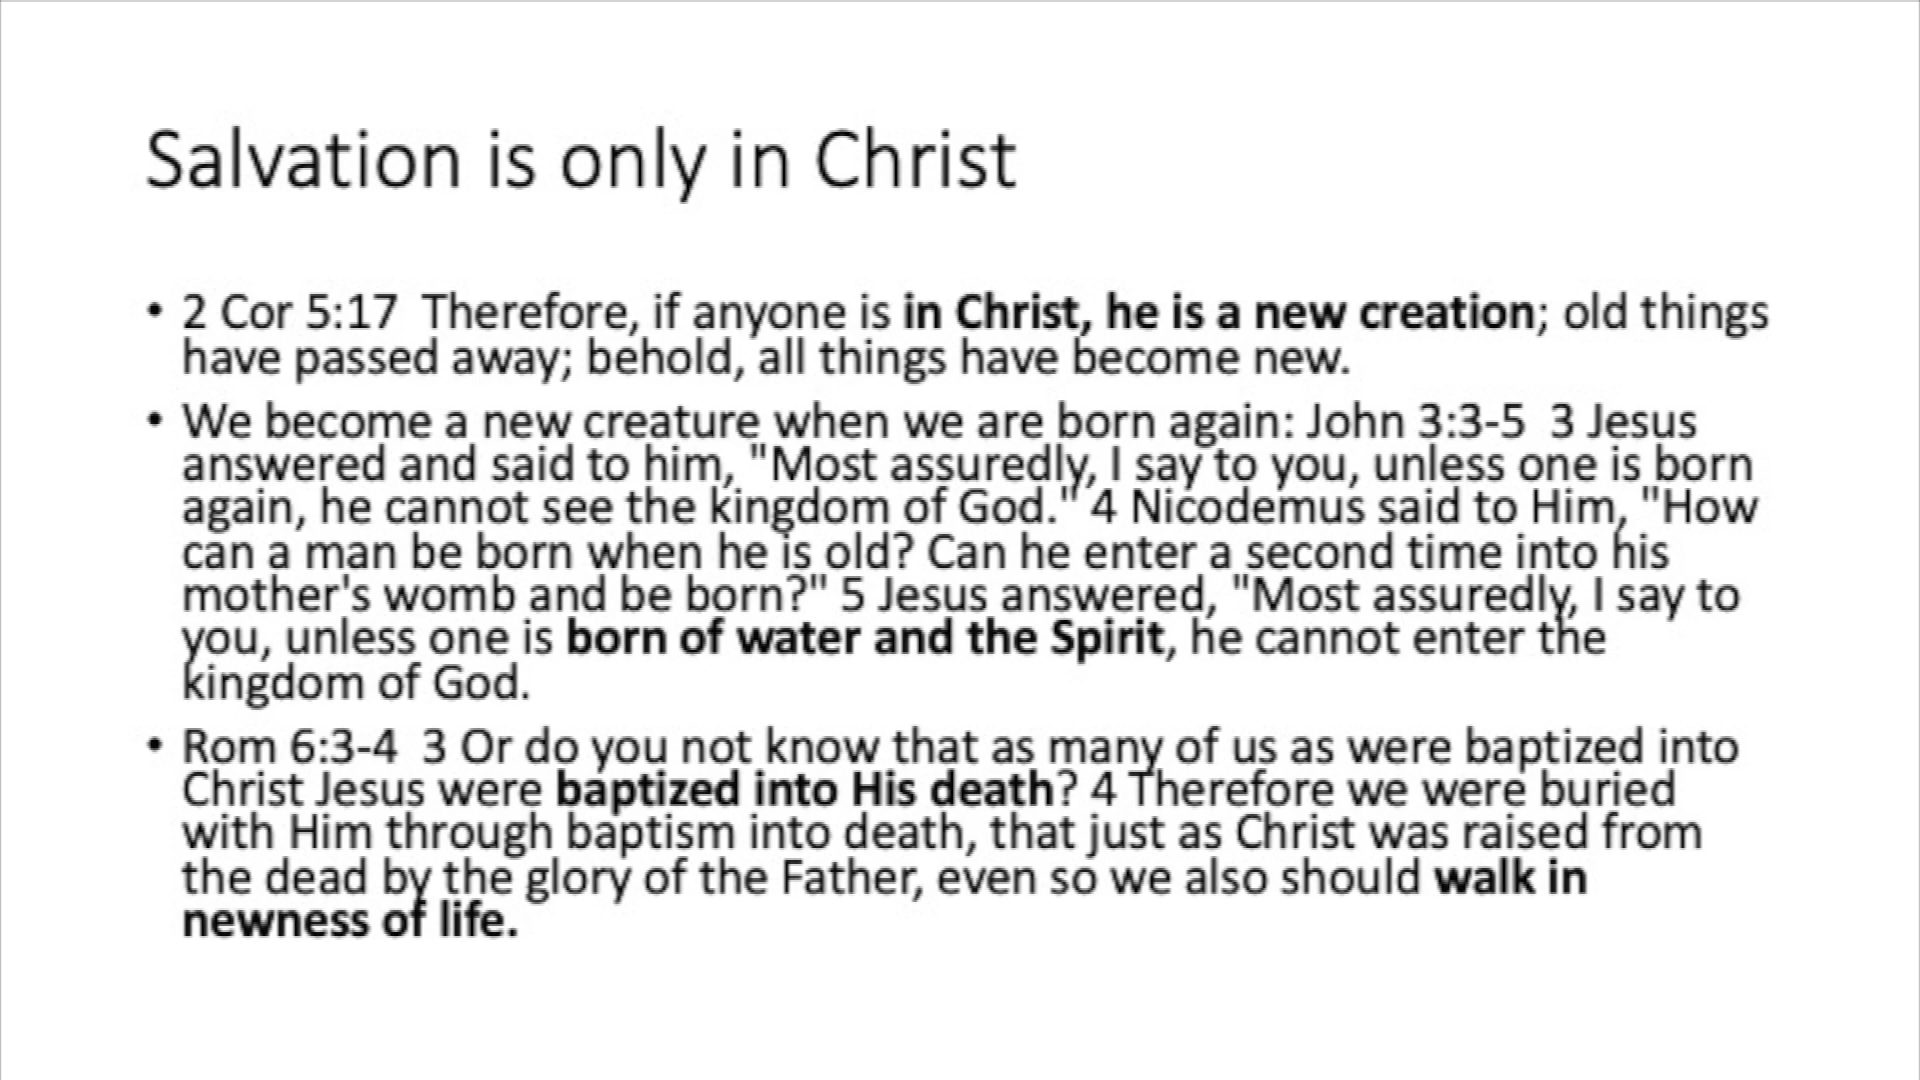 Salvation is only in Christ
• 2 Cor 5:17  Therefore, if anyone is in Christ, he is a new creation; old things
have passed away; behold, all things have become new.
• We become a new creature when we are born again: John 3:3-5  3 Jesus
answered and said to him, "Most assuredly, I say to you, unless one is born
again, he cannot see the kingdom of God." 4 Nicodemus said to Him, "How
can a man be born when he is old? Can he enter a second time into his
mother's womb and be born?" 5 Jesus answered, "Most assuredly, I say to
you, unless one is born of water and the Spirit, he cannot enter the
kingdom of God.
• Rom 6:3-4  3 Or do you not know that as many of us as were baptized into
Christ Jesus were baptized into His death? 4 Therefore we were buried
with Him through baptism into death, that just as Christ was raised from
the dead by the glory of the Father, even so we also should walk in
newness of life.